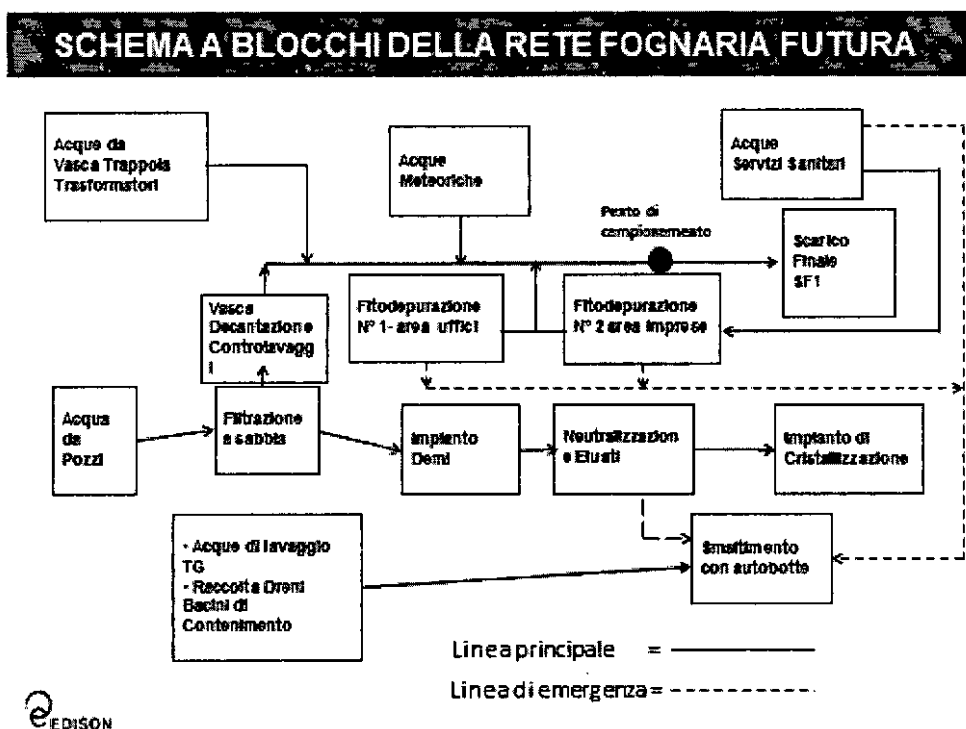 SCHEMA A BLOCCHI DELLA RETE FOGNARIA FUTURA
Acque da
Vasca Trappola
Trasformatori
Acque
Meteoriche
Acque
Servizi Sanitari
Punto di
campionamento
Scarico
Finale
SF1
Vasca
Decantazione
Controlavagg
i
Fitodepurazione
N° 1- area uffici
Fitodepurazione
N° 2 area Imprese
Acqua
da
Pozzi
Filtrazione
a sabbia
Impianto
Demi
Neutralizzazion
e Eluati
Impianto di
Cristallizzazione
- Acque di lavaggio
TG
- Raccolta Dreni
Bacini di
Contenimento
Smaltimento
con autobotte
Linea principale =
Linea di emergenza =
EDISON